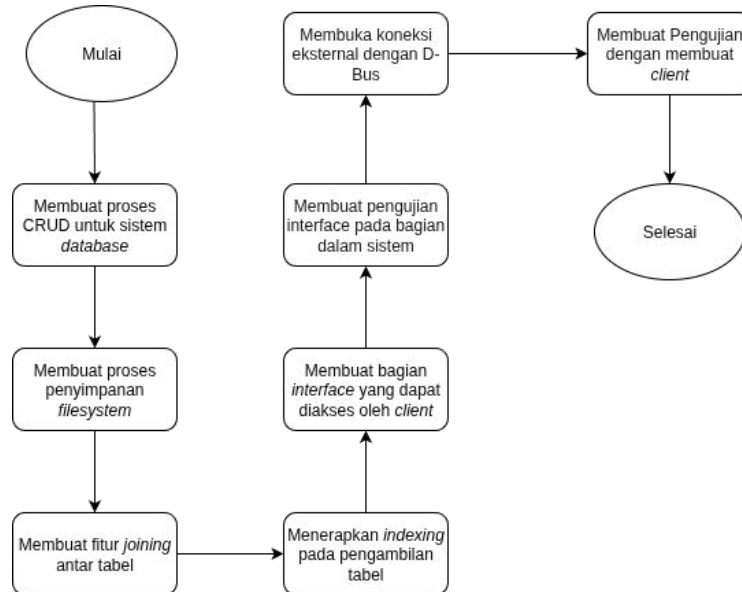 Mulai
Membuat proses
CRUD untuk sistem
database
Membuat proses
penyimpanan
filesystem
Membuat fitur joining
antar tabel
Menerapkan indexing
pada pengambilan
tabel
Membuat bagian
interface yang dapat
diakses oleh client
Membuat pengujian
interface pada bagian
dalam sistem
Membuka koneksi
eksternal dengan D-
Bus
Membuat Pengujian
dengan membuat
client
Selesai